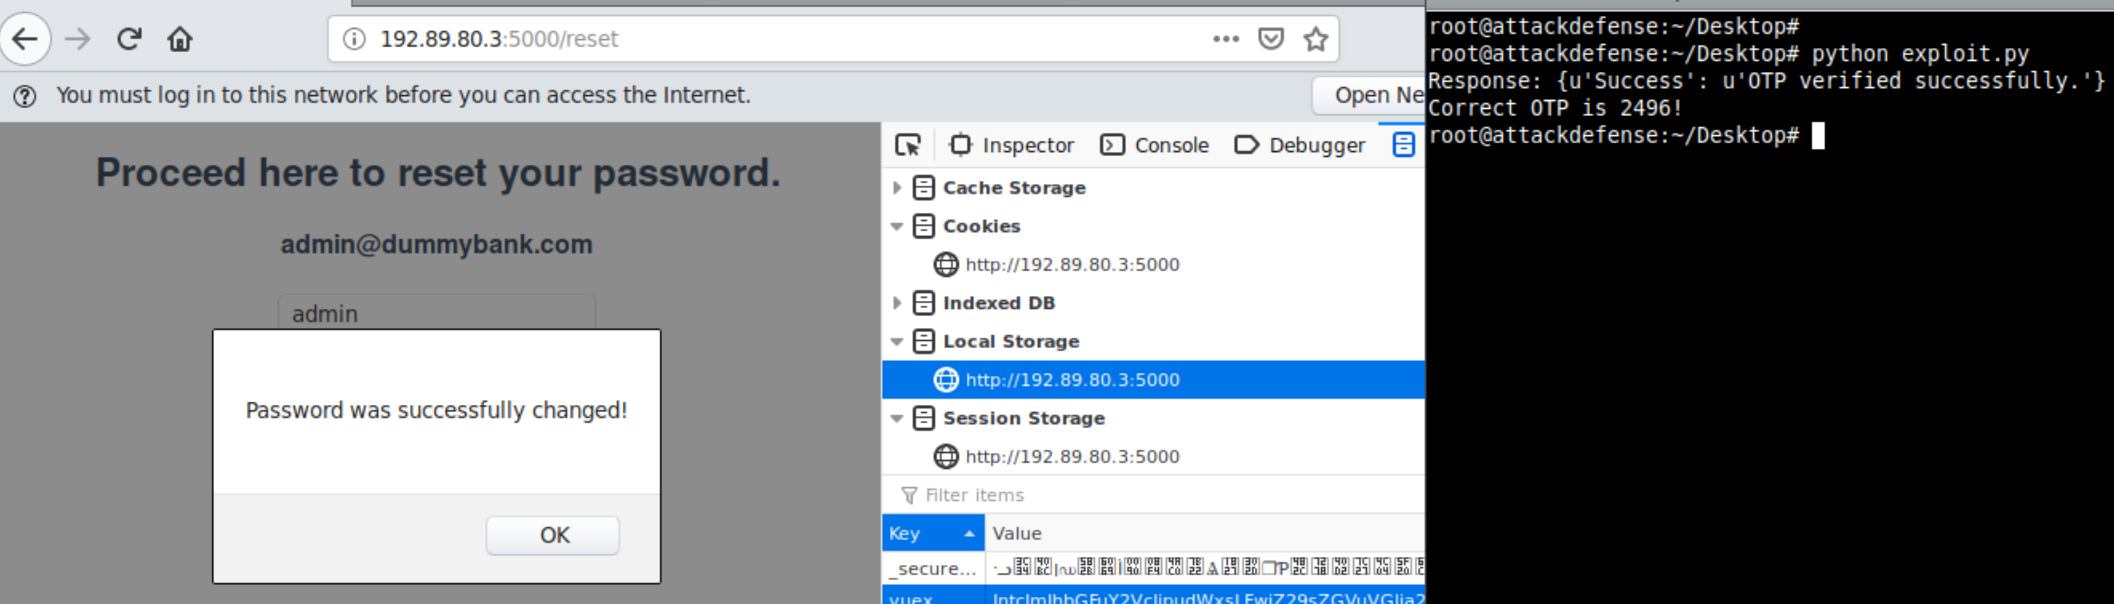 192.89.80.3:5000/reset
You must log in to this network before you can access the Internet.
Open Ne
Proceed here to reset your password.
admin@dummybank.com
admin
Password was successfully changed!
OK
Inspector
Console
Debugger
Cache Storage
Cookies
http://192.89.80.3:5000
Indexed DB
Local Storage
http://192.89.80.3:5000
Session Storage
http://192.89.80.3:5000
Filter items
Key Value
_secure...
vuex
root@attackdefense:~/Desktop#
root@attackdefense:~/Desktop# python exploit.py
Response: {u'Success': u'OTP verified successfully.'}
Correct OTP is 2496!
root@attackdefense:~/Desktop#